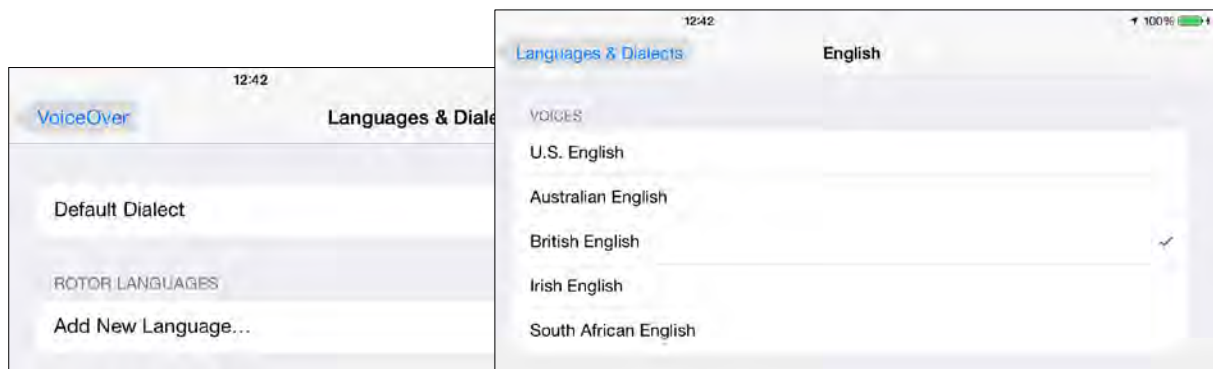 12:42
VoiceOver
Languages & Diale
Default Dialect
ROTOR LANGUAGES
Add New Language...
12:42
100%
Languages & Dialects
English
VOICES
U.S. English
Australian English
British English
Irish English
South African English